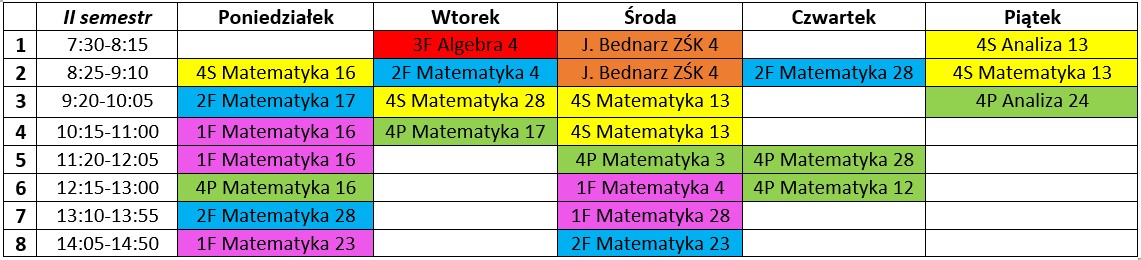 II semestr Poniedziałek Wtorek Środa Czwartek Piątek
1 7:30-8:15 3F Algebra 4 J. Bednarz ZŚK 4 4S Analiza 13
2 8:25-9:10 4S Matematyka 16 2F Matematyka 4 J. Bednarz ZŚK 4 2F Matematyka 28 4S Matematyka 13
3 9:20-10:05 2F Matematyka 17 4S Matematyka 28 4S Matematyka 13 4P Analiza 24
4 10:15-11:00 1F Matematyka 16 4P Matematyka 17 4S Matematyka 13
5 11:20-12:05 1F Matematyka 16 4P Matematyka 3 4P Matematyka 28
6 12:15-13:00 4P Matematyka 16 1F Matematyka 4 4P Matematyka 12
7 13:10-13:55 2F Matematyka 28 1F Matematyka 28
8 14:05-14:50 1F Matematyka 23 2F Matematyka 23